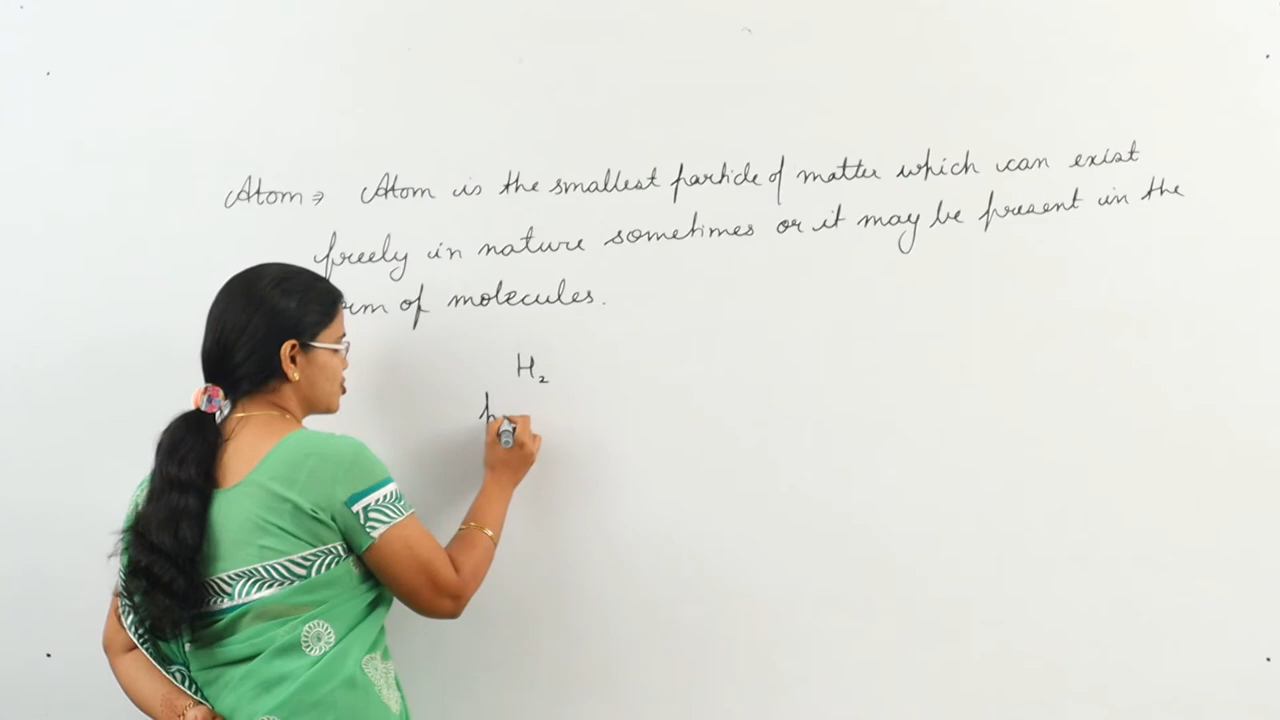 Atom ⇒ Atom is the smallest particle of matter which can exist
freely in nature sometimes or it may be present in the
of molecules.
H₂